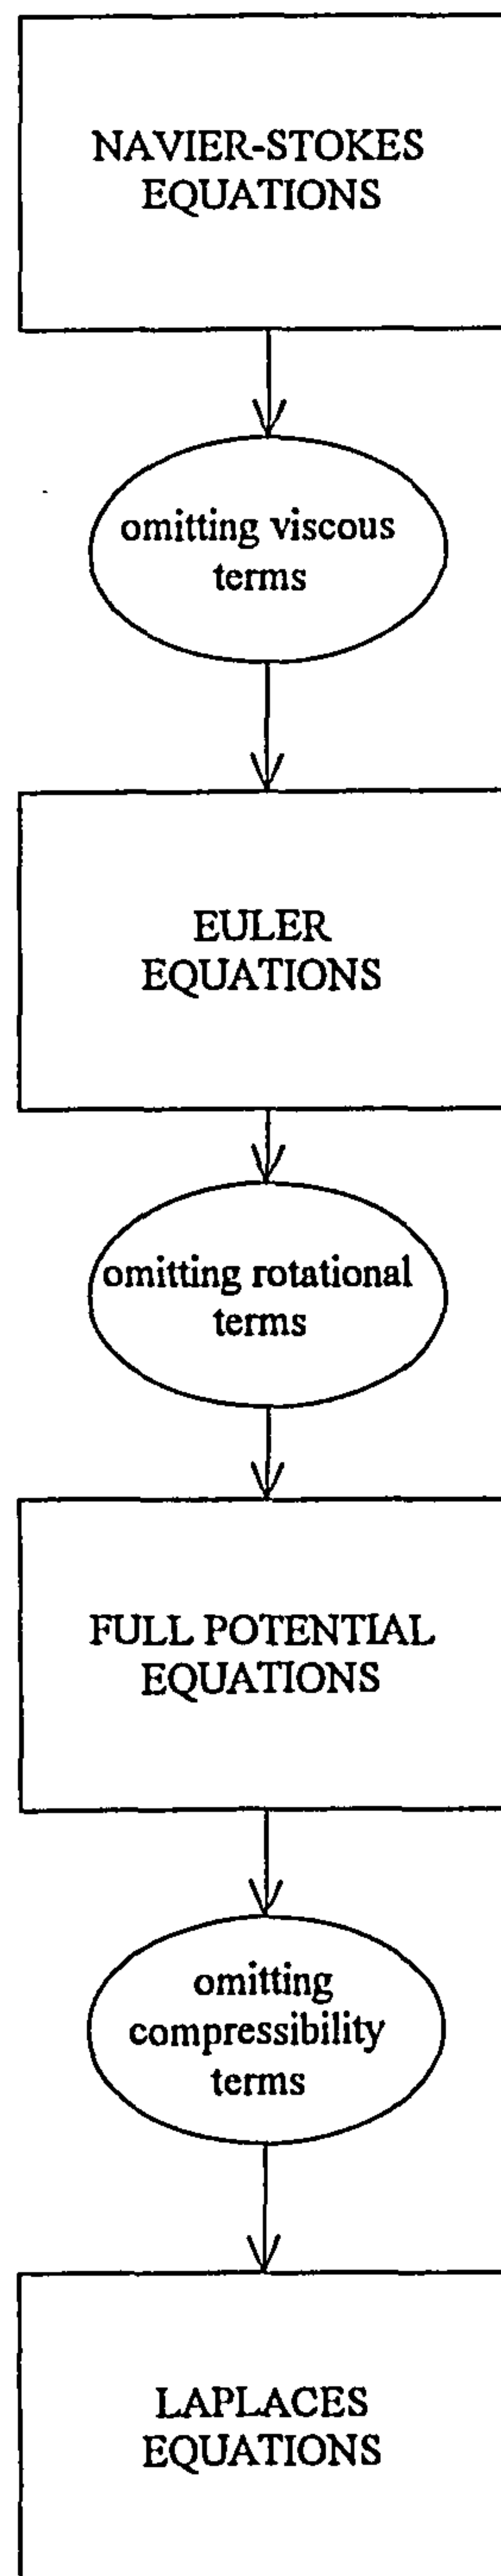 NAVIER-STOKES
EQUATIONS
omitting viscous
terms
EULER
EQUATIONS
omitting rotational
terms
FULL POTENTIAL
EQUATIONS
omitting
compressibility
terms
LAPLACES
EQUATIONS